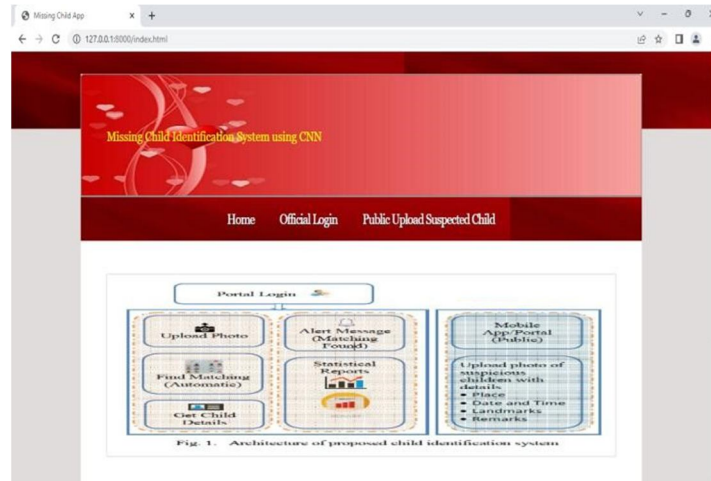 Missing Child App
127.0.0.1:8000/index.html
Missing Child Identification System using CNN
Home Official Login Public Upload Suspected Child
Portal Login
Upload Photo
Find Matching
(Automatic)
Get Child
Details
Alert Message
(Matching
Found)
Statistical
Reports
Mobile
App/Portal
(Public)
Upload photo of
suspicious
children with
details
• Place
• Date and Time
• Landmarks
• Remarks
Fig. 1. Architecture of proposed child identification system